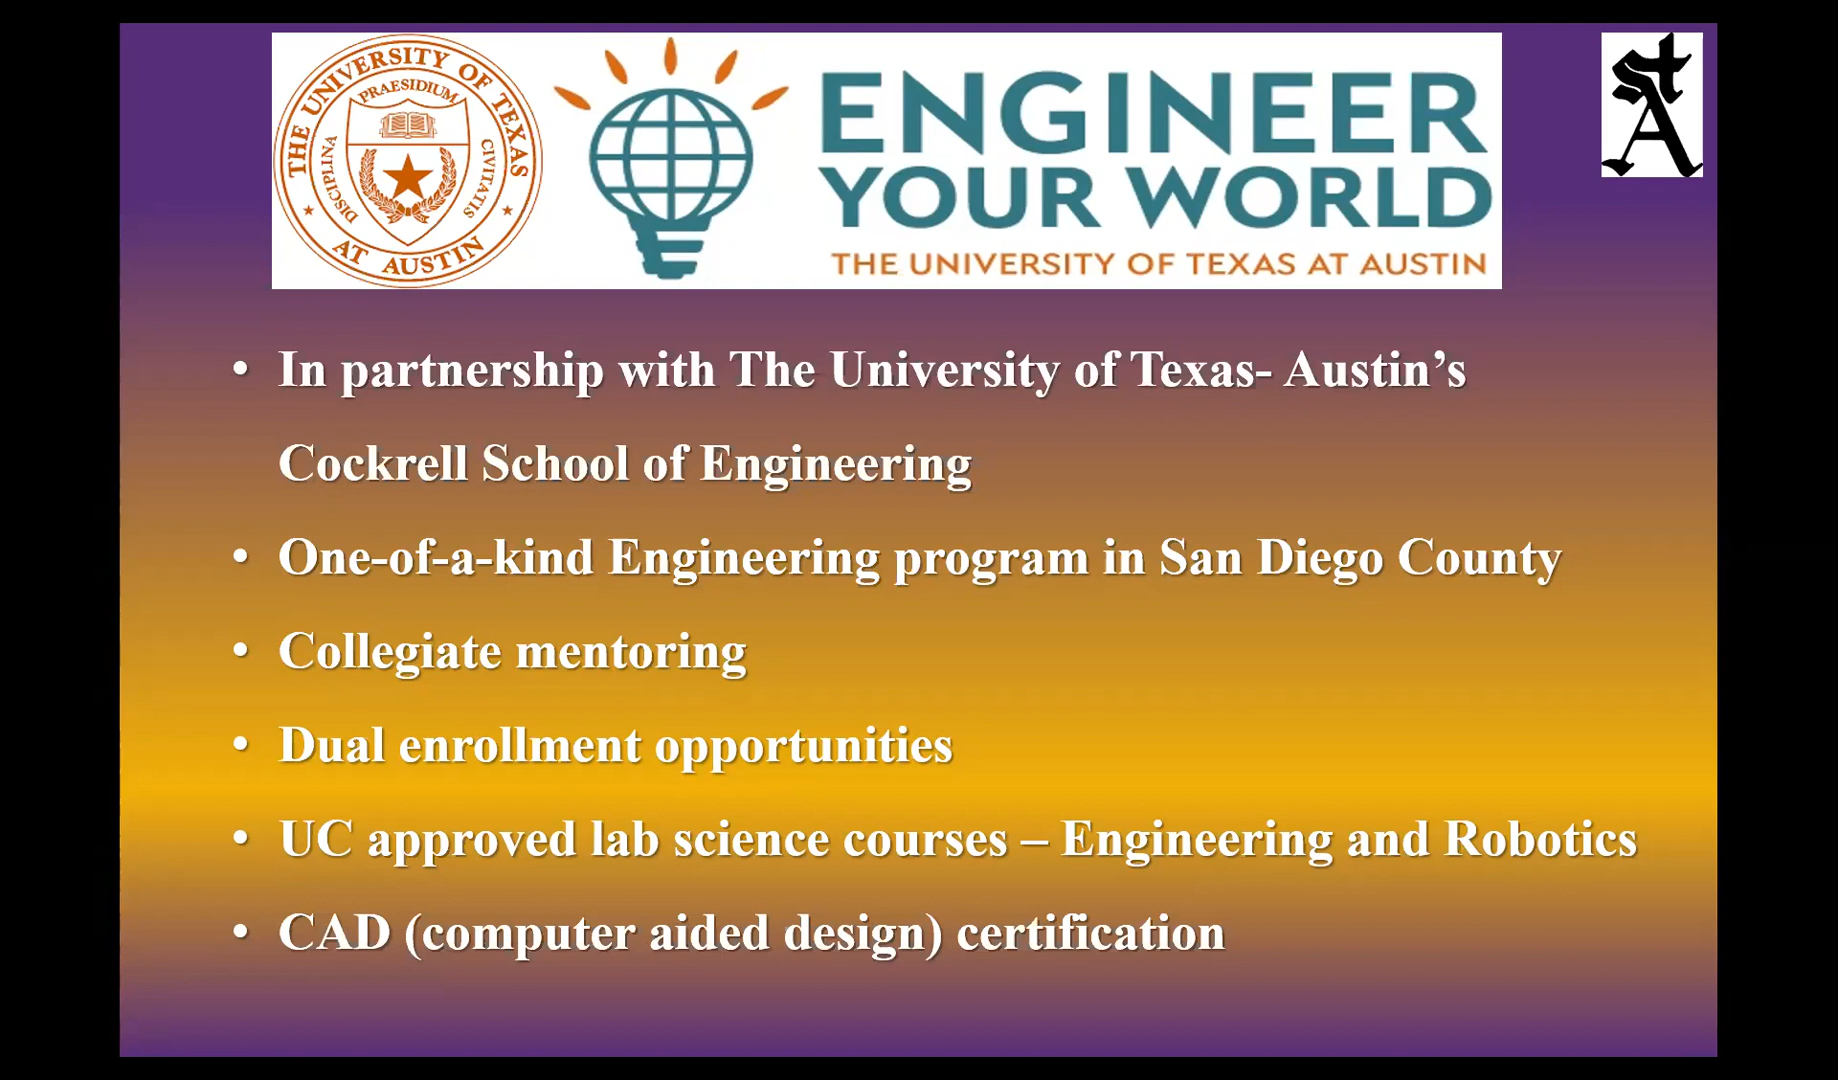 THE UNIVERSITY OF TEXAS
AT AUSTIN
PRAESIDIUM
DISCIPLINA
CIVITATIS
ENGINEER
YOUR WORLD
THE UNIVERSITY OF TEXAS AT AUSTIN
st
A
• In partnership with The University of Texas- Austin’s
Cockrell School of Engineering
• One-of-a-kind Engineering program in San Diego County
• Collegiate mentoring
• Dual enrollment opportunities
• UC approved lab science courses – Engineering and Robotics
• CAD (computer aided design) certification